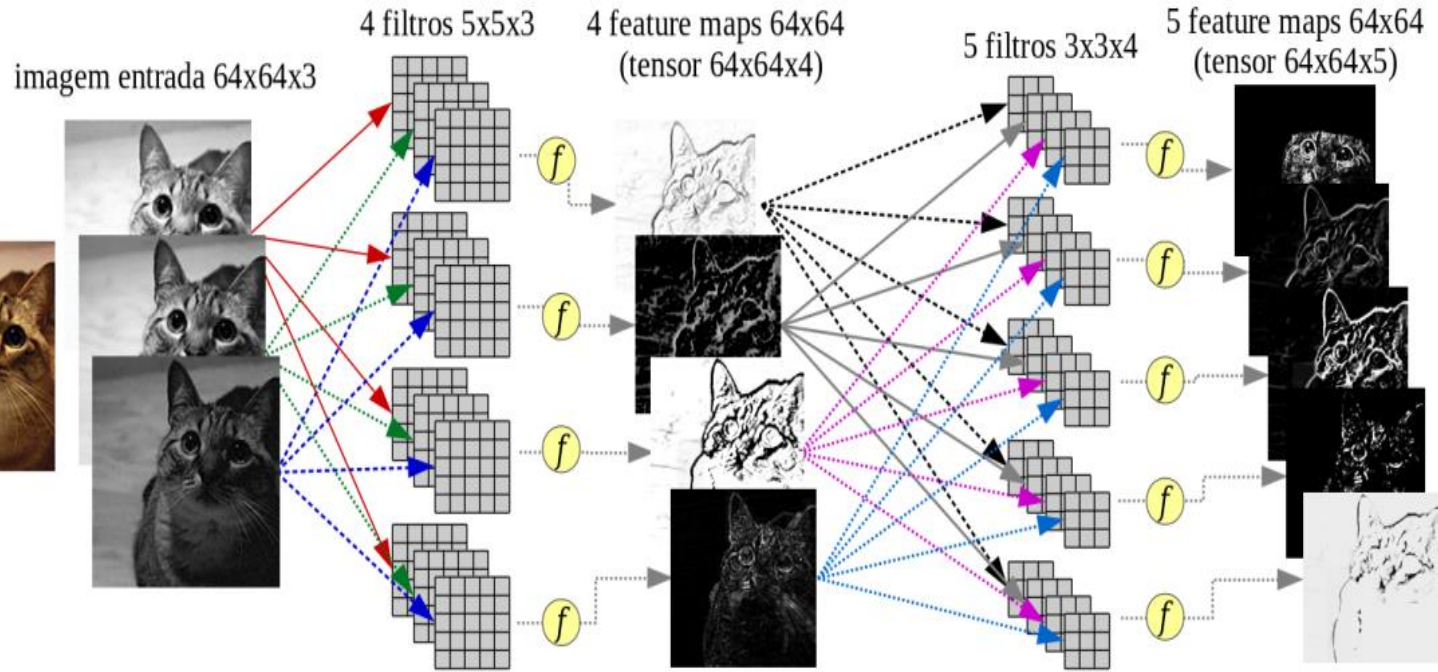 imagem entrada 64x64x3
4 filtros 5x5x3
4 feature maps 64x64
(tensor 64x64x4)
5 filtros 3x3x4
5 feature maps 64x64
(tensor 64x64x5)
f
f
f
f
f
f
f
f
f